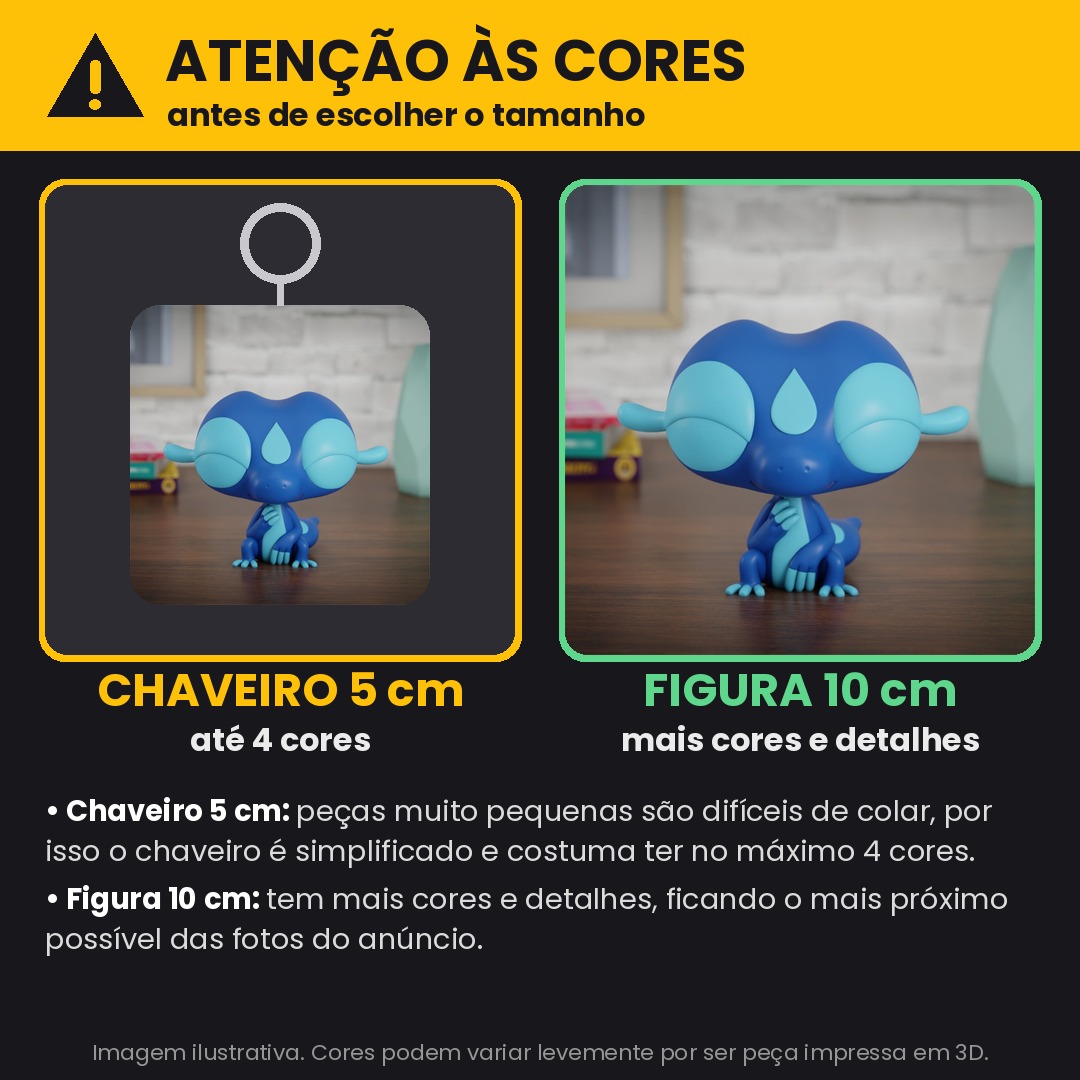 ATENÇÃO ÀS CORES
antes de escolher o tamanho
CHAVEIRO 5 cm
até 4 cores
FIGURA 10 cm
mais cores e detalhes
• Chaveiro 5 cm: peças muito pequenas são difíceis de colar, por
isso o chaveiro é simplificado e costuma ter no máximo 4 cores.
• Figura 10 cm: tem mais cores e detalhes, ficando o mais próximo
possível das fotos do anúncio.
Imagem ilustrativa. Cores podem variar levemente por ser peça impressa em 3D.